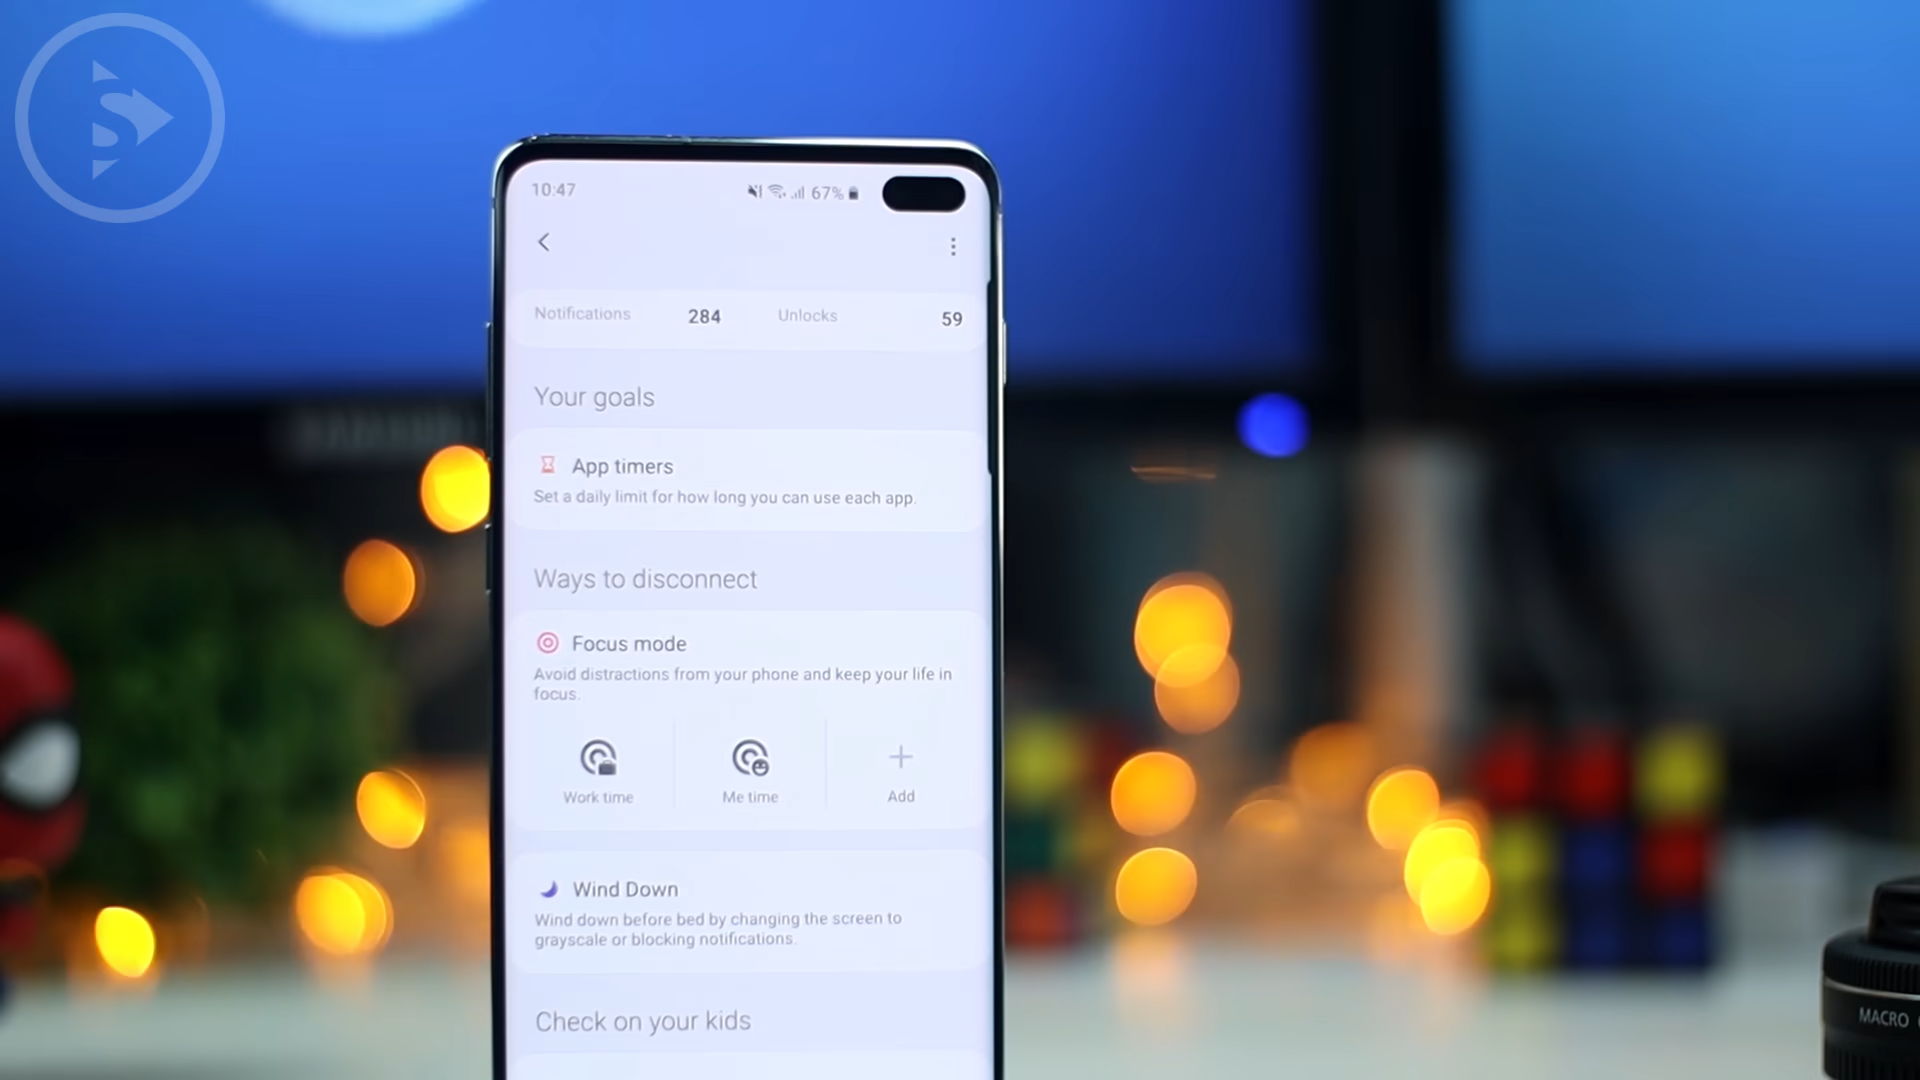 S
10:47
67%
Notifications 284 Unlocks 59
Your goals
App timers
Set a daily limit for how long you can use each app.
Ways to disconnect
Focus mode
Avoid distractions from your phone and keep your life in
focus.
Work time
Me time
Add
Wind Down
Wind down before bed by changing the screen to
grayscale or blocking notifications.
Check on your kids
MACRO